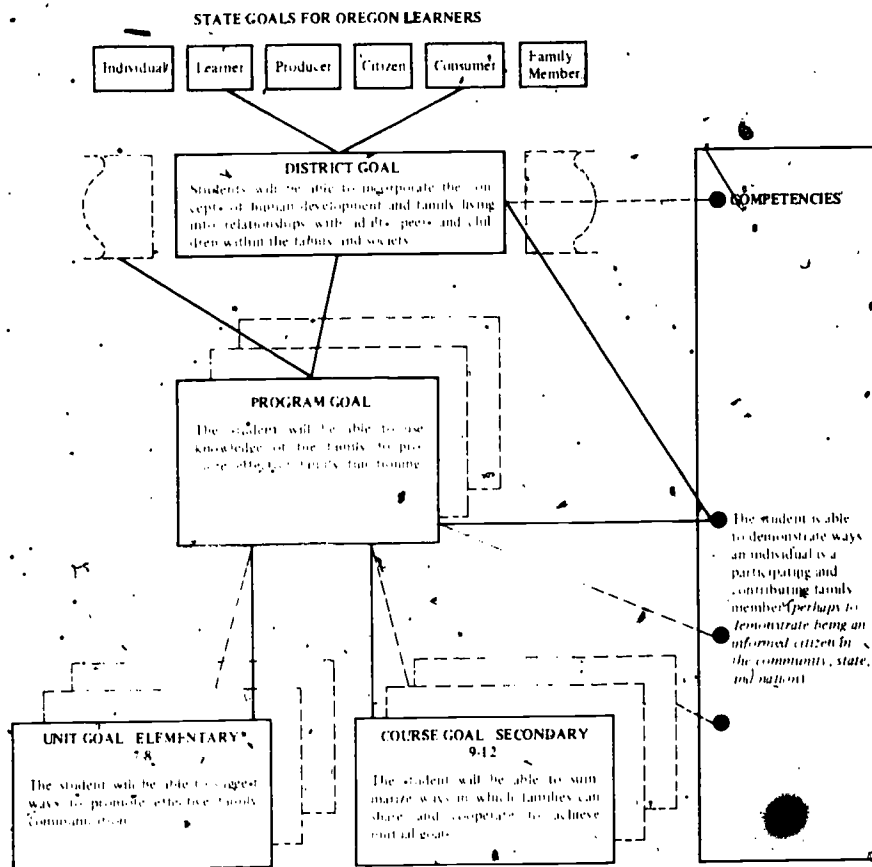 STATE GOALS FOR OREGON LEARNERS
Individual
Learner
Producer
Citizen
Consumer
Family
Member
DISTRICT GOAL
Students will be able to incorporate the con
cepts of human development and family living
into relationships with adults peers and chil
dren within the family and society
PROGRAM GOAL
The student will be able to use
knowledge of the family to pro
mote effective family functioning
UNIT GOAL ELEMENTARY
7-8
The student will be able to suggest
ways to promote effective family
communication
COURSE GOAL SECONDARY
9-12
The student will be able to sum
marize ways in which families can
share and cooperate to achieve
mutual goals
COMPETENCIES
The student is able
to demonstrate ways
an individual is a
participating and
contributing family
member (perhaps to
demonstrate being an
informed citizen in
the community, state,
and nation)